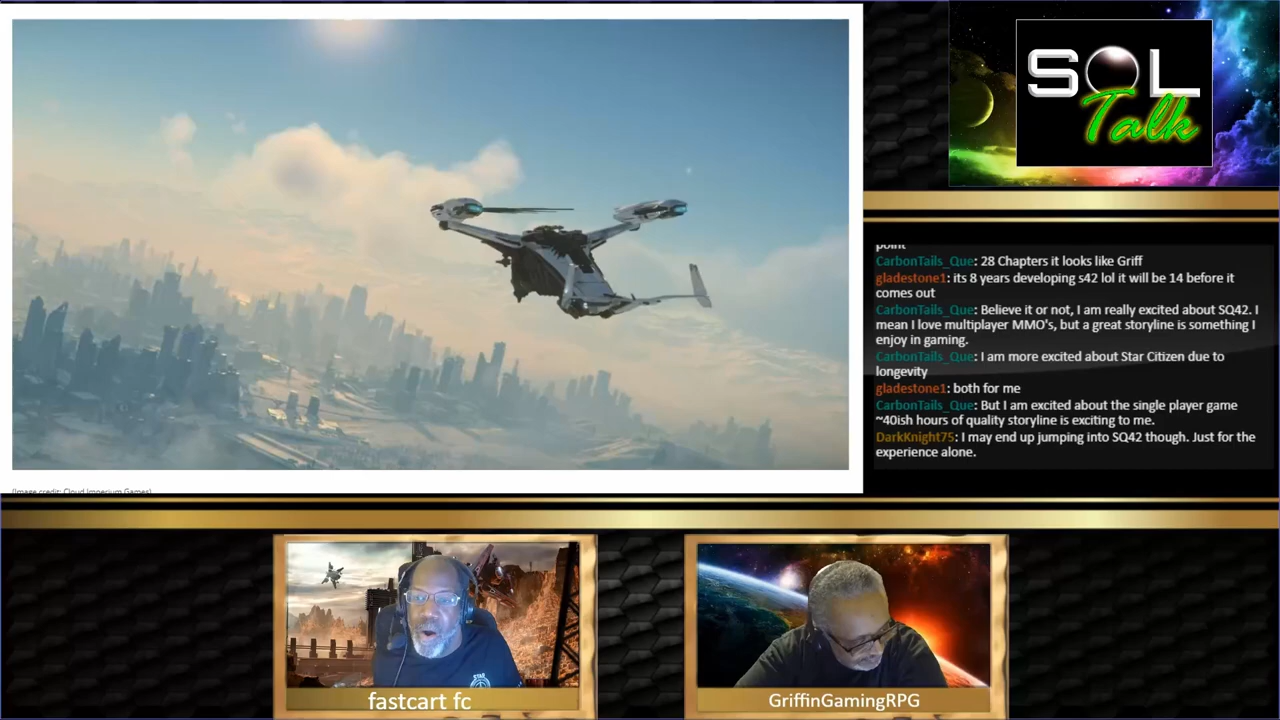 SOL
Talk
point
CarbonTails_Que: 28 Chapters it looks like Griff
gladestone1: its 8 years developing s42 lol it will be 14 before it
comes out
CarbonTails_Que: Believe it or not, I am really excited about SQ42. I
mean I love multiplayer MMO's, but a great storyline is something I
enjoy in gaming.
CarbonTails_Que: I am more excited about Star Citizen due to
longevity
gladestone1: both for me
CarbonTails_Que: But I am excited about the single player game
~40ish hours of quality storyline is exciting to me.
DarkKnight75: I may end up jumping into SQ42 though. Just for the
experience alone.
(Image credit: Cloud Imperium Games)
STAR
fastcart fc
GriffinGamingRPG